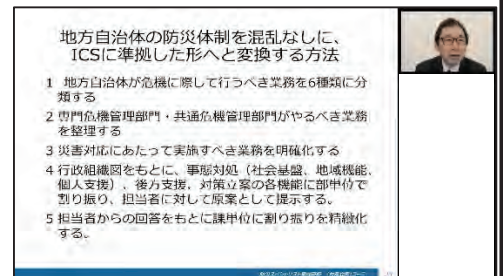 地方自治体の防災体制を混乱なしに、
ICSに準拠した形へと変換する方法
1 地方自治体が危機に際して行うべき業務を6種類に分
類する
2 専門危機管理部門・共通危機管理部門がやるべき業務
を整理する
3 災害対応にあたって実施すべき業務を明確化する
4 行政組織図をもとに、事態対処（社会基盤、地域機能、
個人支援）、後方支援、対策立案の各機能に部単位で
割り振り、担当者に対して原案として提示する。
5 担当者からの回答をもとに課単位に割り振りを精緻化
する。